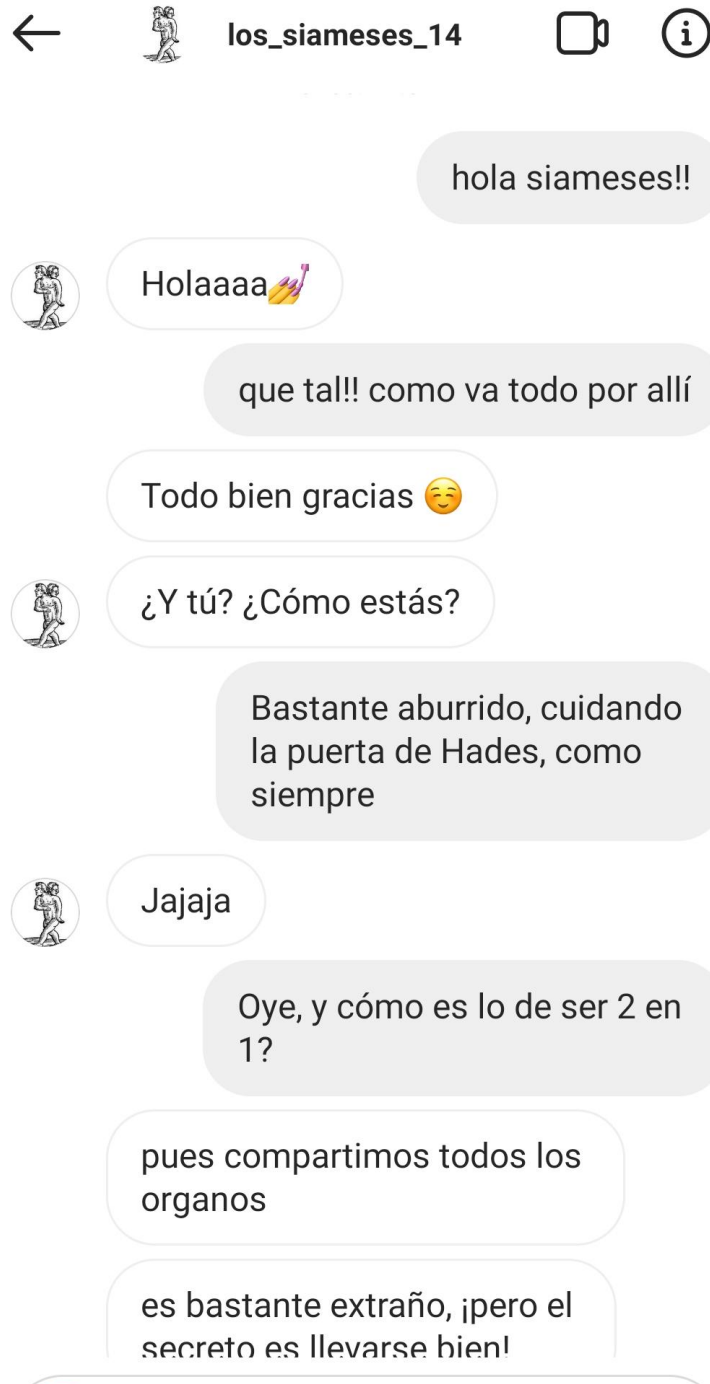 los_siameses_14
hola siameses!!
Holaaaa💅
que tal!! como va todo por allí
Todo bien gracias ☺️
¿Y tú? ¿Cómo estás?
Bastante aburrido, cuidando
la puerta de Hades, como
siempre
Jajaja
Oye, y cómo es lo de ser 2 en
1?
pues compartimos todos los
organos
es bastante extraño, ¡pero el
secreto es llevarse bien!